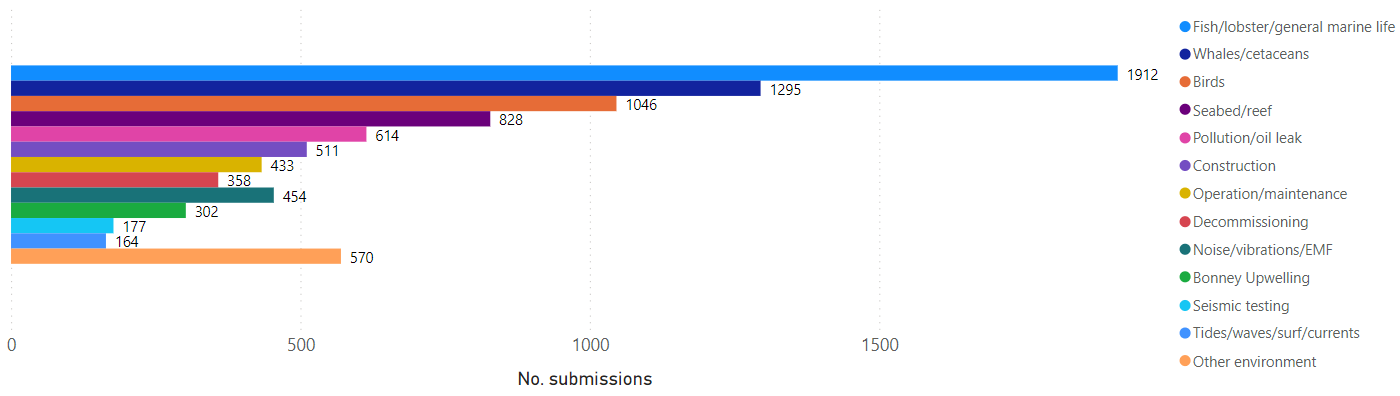 1912
1295
1046
828
614
511
433
358
454
302
177
164
570
0 500 1000 1500
No. submissions
Fish/lobster/general marine life
Whales/cetaceans
Birds
Seabed/reef
Pollution/oil leak
Construction
Operation/maintenance
Decommissioning
Noise/vibrations/EMF
Bonney Upwelling
Seismic testing
Tides/waves/surf/currents
Other environment